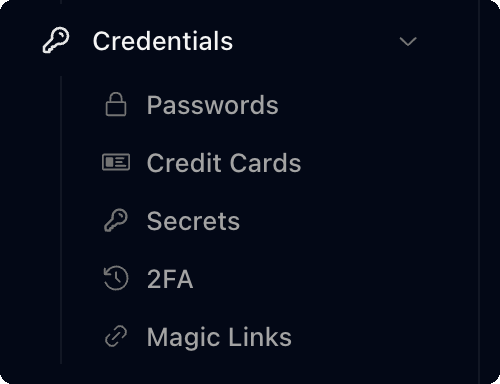 Credentials
Passwords
Credit Cards
Secrets
2FA
Magic Links